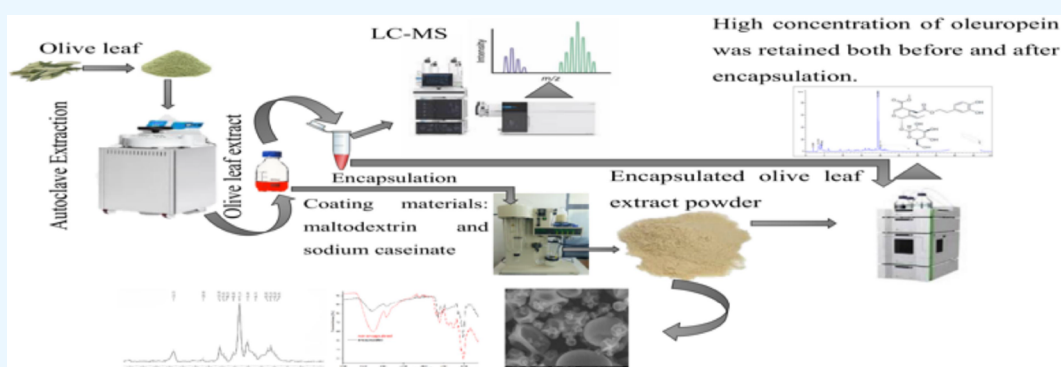 Olive leaf
LC-MS
Intensity
m/z
High concentration of oleuropein
was retained both before and after
encapsulation.
Autoclave Extraction
Olive leaf extract
Encapsulation
Coating materials:
maltodextrin and
sodium caseinate
Encapsulated olive leaf
extract powder